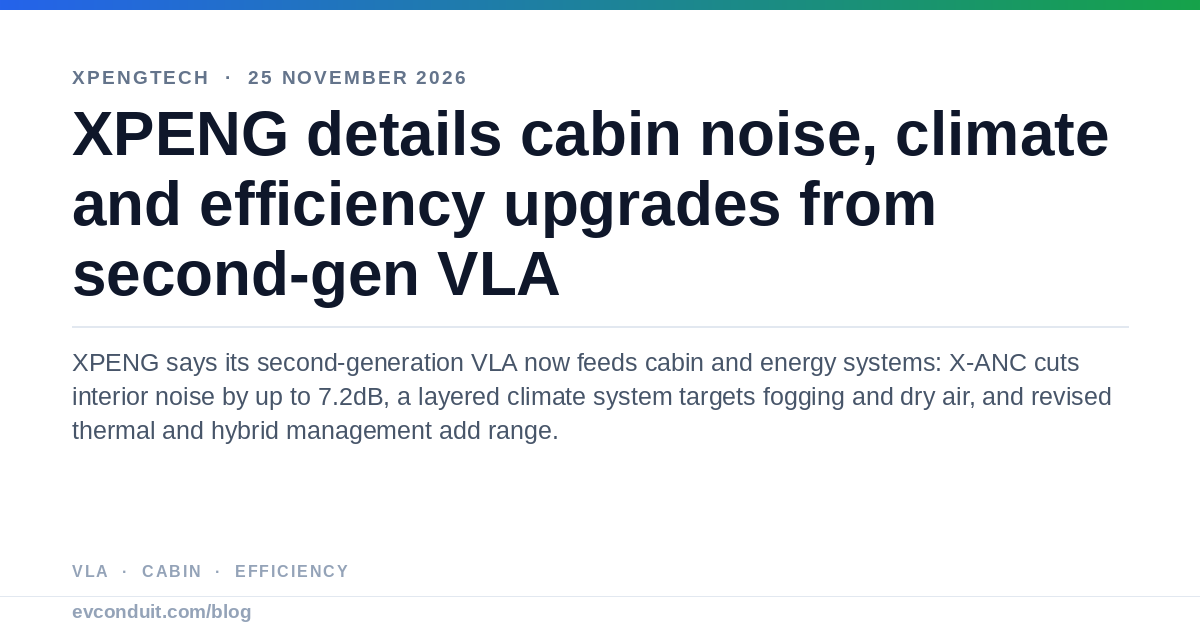 XPENGTECH · 25 NOVEMBER 2026
XPENG details cabin noise, climate
and efficiency upgrades from
second-gen VLA
XPENG says its second-generation VLA now feeds cabin and energy systems: X-ANC cuts
interior noise by up to 7.2dB, a layered climate system targets fogging and dry air, and revised
thermal and hybrid management add range.
VLA · CABIN · EFFICIENCY
evconduit.com/blog